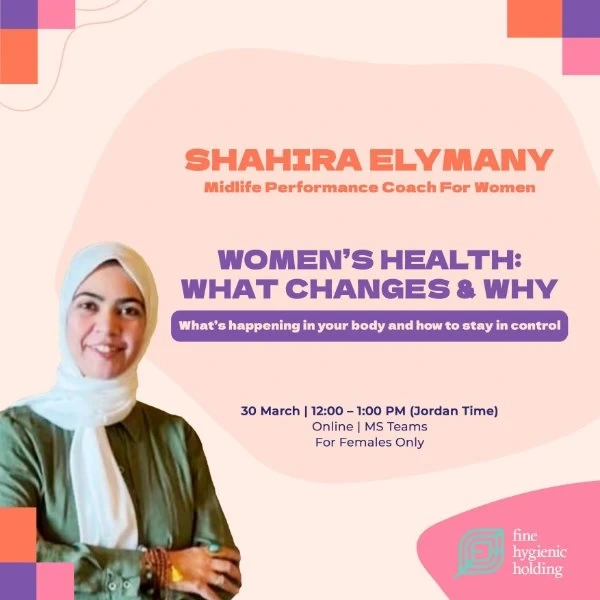 SHAHIRA ELYMANY
Midlife Performance Coach For Women
WOMEN'S HEALTH:
WHAT CHANGES & WHY
What's happening in your body and how to stay in control
30 March | 12:00 – 1:00 PM (Jordan Time)
Online | MS Teams
For Females Only
fine
hygienic
holding